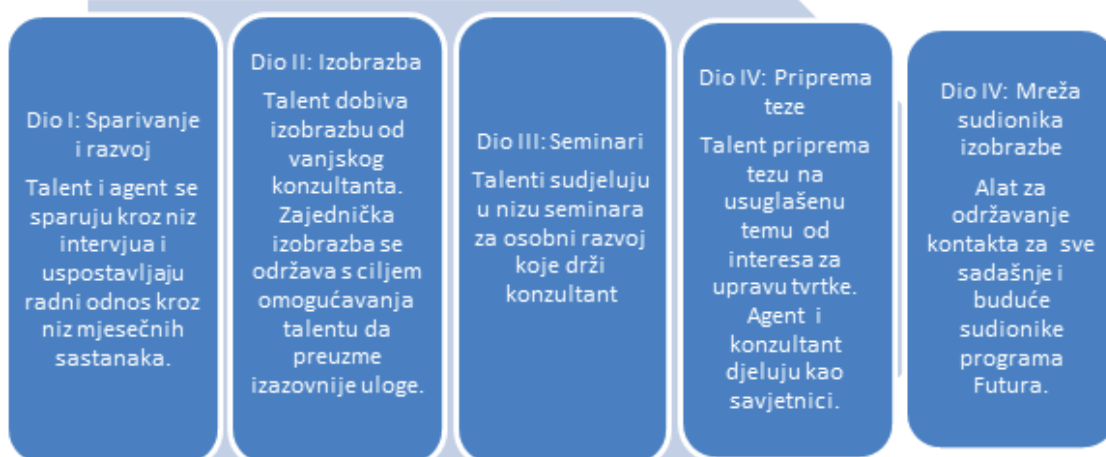 Dio I: Sparivanje
i razvoj
Talent i agent se
sparuju kroz niz
intervjua i
uspostavljaju
radni odnos kroz
niz mjesečnih
sastanaka.
Dio II: Izobrazba
Talent dobiva
izobrazbu od
vanjskog
konzultanta.
Zajednička
izobrazba se
održava s ciljem
omogućavanja
talentu da
preuzme
izazovnije uloge.
Dio III: Seminari
Talenti sudjeluju
u nizu seminara
za osobni razvoj
koje drži
konzultant
Dio IV: Priprema
teze
Talent priprema
tezu na
usuglašenu
temu od
interesa za
upravu tvrtke.
Agent i
konzultant
djeluju kao
savjetnici.
Dio IV: Mreža
sudionika
izobrazbe
Alat za
održavanje
kontakta za sve
sadašnje i
buduće
sudionike
programa
Futura.